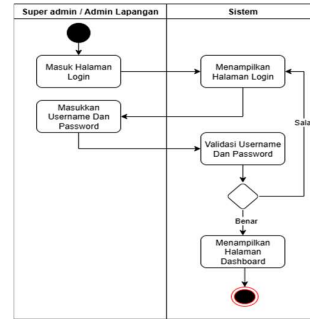 Super admin / Admin Lapangan
Sistem
Masuk Halaman
Login
Menampilkan
Halaman Login
Masukkan
Username Dan
Password
Validasi Username
Dan Password
Sala
Benar
Menampilkan
Halaman
Dashboard